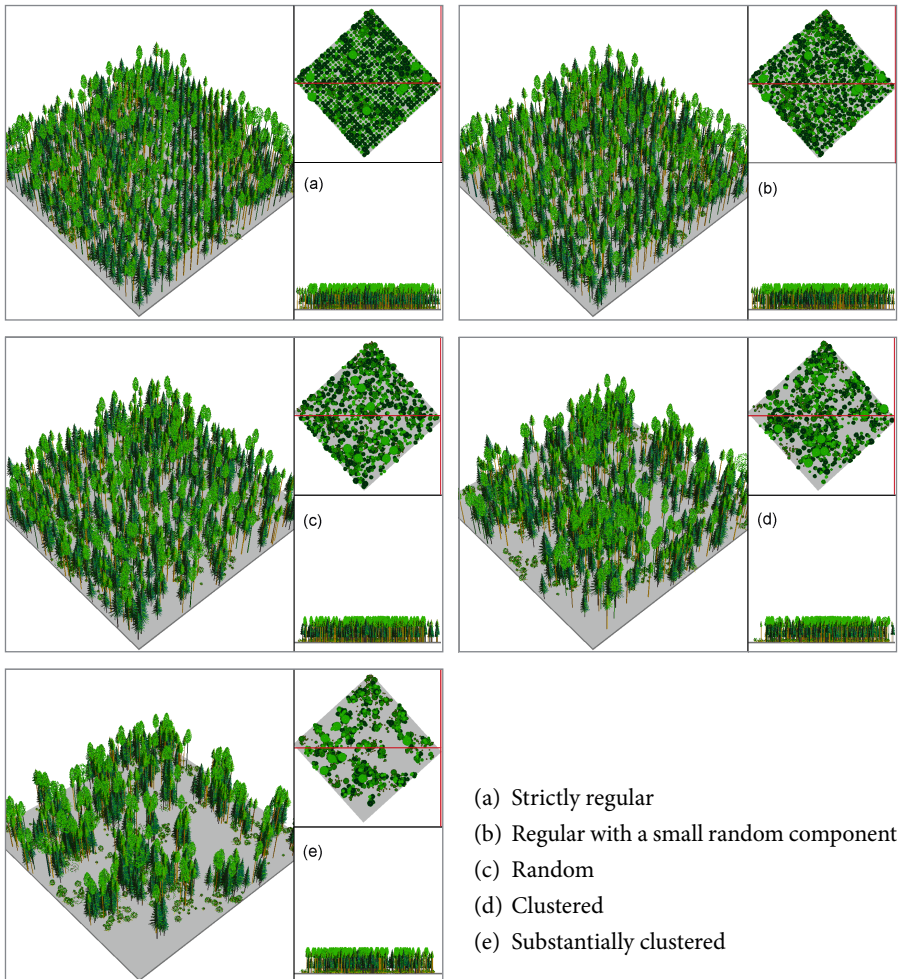 (a)
(b)
(c)
(d)
(e)
(a) Strictly regular
(b) Regular with a small random component
(c) Random
(d) Clustered
(e) Substantially clustered